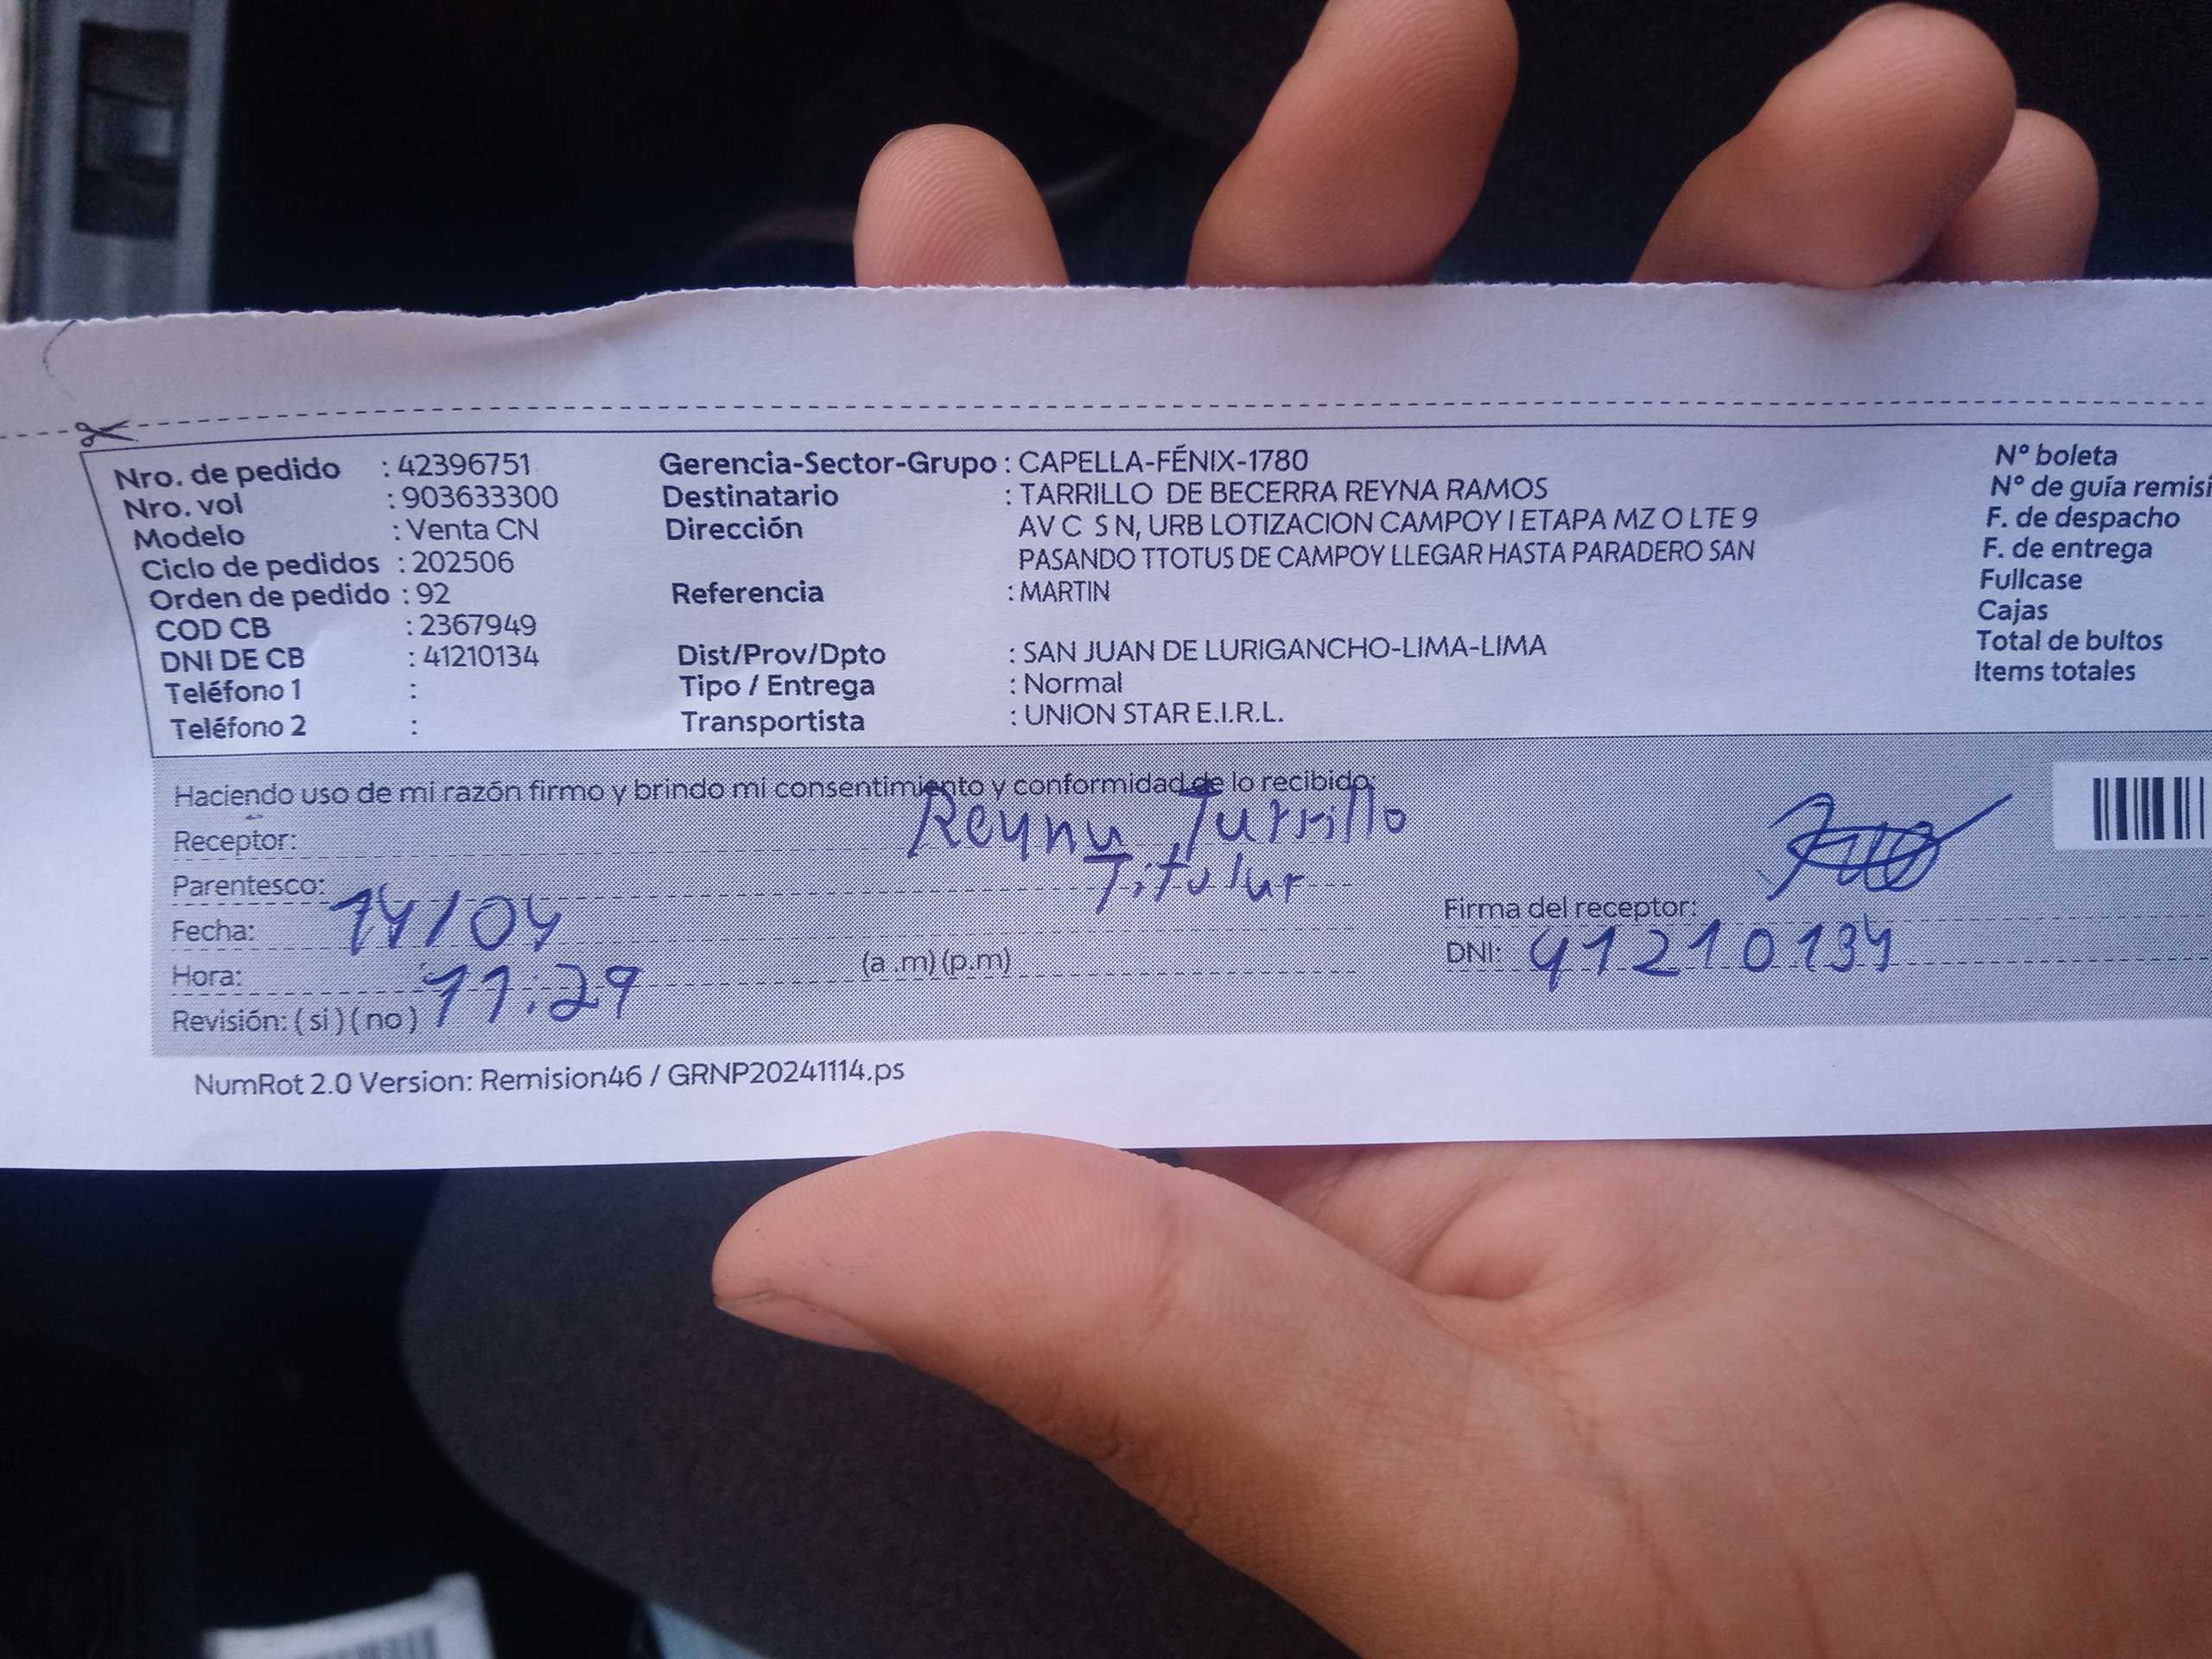 Nro. de pedido : 42396751
Nro. vol : 903633300
Modelo : Venta CN
Ciclo de pedidos : 202506
Orden de pedido : 92
COD CB : 2367949
DNI DE CB : 41210134
Teléfono 1 :
Teléfono 2 :
Gerencia-Sector-Grupo : CAPELLA-FÉNIX-1780
Destinatario : TARRILLO DE BECERRA REYNA RAMOS
Dirección AV C S N, URB LOTIZACION CAMPOY I ETAPA MZ O LTE 9
PASANDO TTOTUS DE CAMPOY LLEGAR HASTA PARADERO SAN
Referencia : MARTIN
Dist/Prov/Dpto : SAN JUAN DE LURIGANCHO-LIMA-LIMA
Tipo / Entrega : Normal
Transportista : UNION STAR E.I.R.L.
N° boleta
N° de guía remisi
F. de despacho
F. de entrega
Fullcase
Cajas
Total de bultos
Items totales
Haciendo uso de mi razón firmo y brindo mi consentimiento y conformidad de lo recibido:
Receptor: Reyna Tarrillo
Parentesco: Titular
Fecha: 14/04
Hora: 11:29 (a .m) (p.m)
Revisión: ( si ) ( no )
Firma del receptor:
DNI: 41210134
NumRot 2.0 Version: Remision46 / GRNP20241114.ps